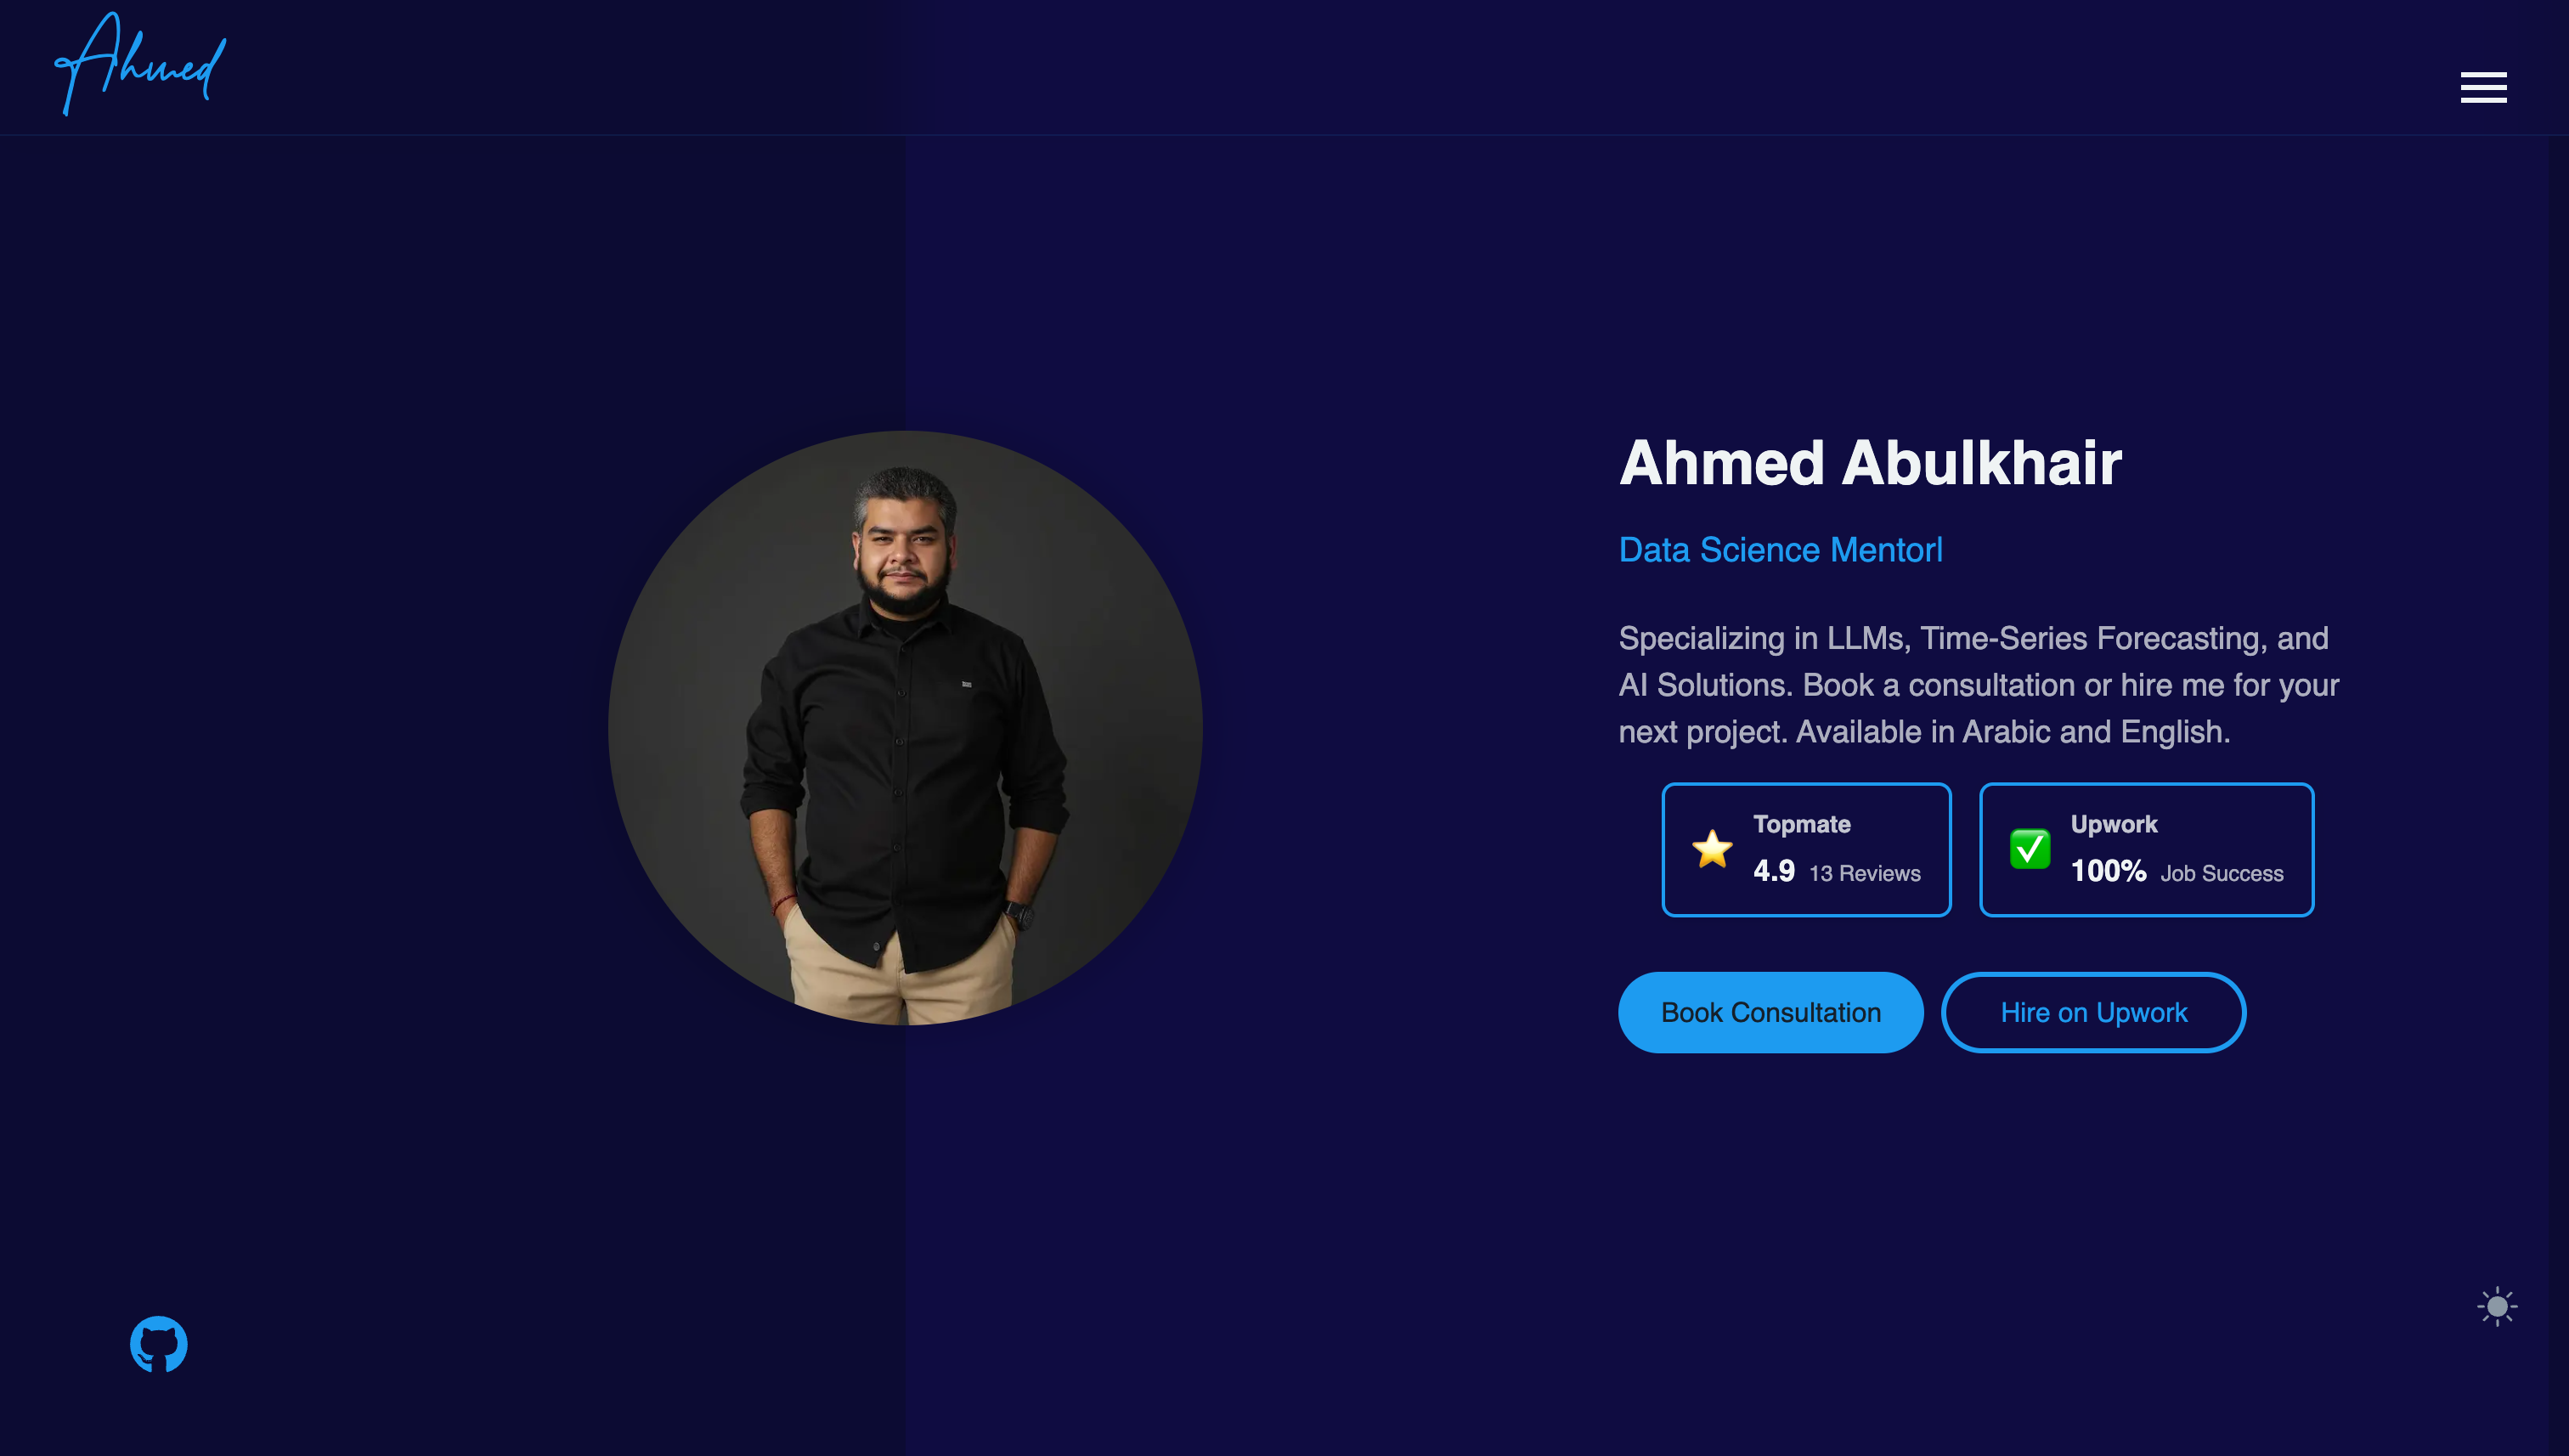 Ahmed
Ahmed Abulkhair
Data Science Mentor|
Specializing in LLMs, Time-Series Forecasting, and
AI Solutions. Book a consultation or hire me for your
next project. Available in Arabic and English.
Topmate
4.9 13 Reviews
Upwork
100% Job Success
Book Consultation
Hire on Upwork